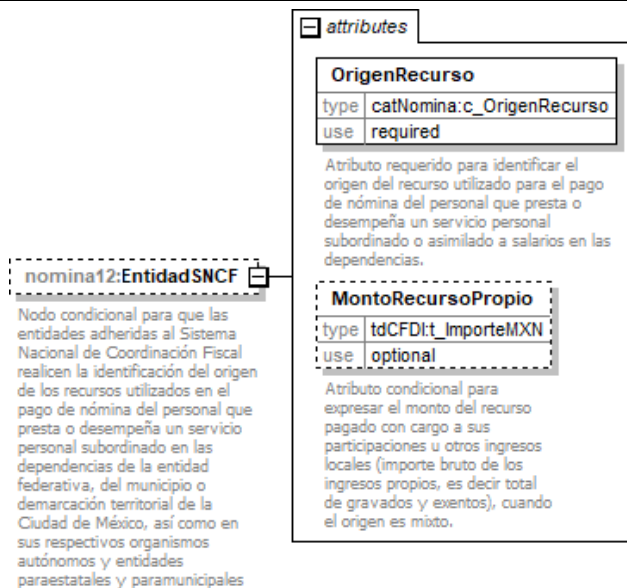 attributes
OrigenRecurso
type catNomina:c_OrigenRecurso
use required
Atributo requerido para identificar el
origen del recurso utilizado para el pago
de nómina del personal que presta o
desempeña un servicio personal
subordinado o asimilado a salarios en las
dependencias.
nomina12:EntidadSNCF
Nodo condicional para que las
entidades adheridas al Sistema
Nacional de Coordinación Fiscal
realicen la identificación del origen
de los recursos utilizados en el
pago de nómina del personal que
presta o desempeña un servicio
personal subordinado en las
dependencias de la entidad
federativa, del municipio o
demarcación territorial de la
Ciudad de México, así como en
sus respectivos organismos
autónomos y entidades
paraestatales y paramunicipales
MontoRecursoPropio
type tdCFDI:t_ImporteMXN
use optional
Atributo condicional para
expresar el monto del recurso
pagado con cargo a sus
participaciones u otros ingresos
locales (importe bruto de los
ingresos propios, es decir total
de gravados y exentos), cuando
el origen es mixto.